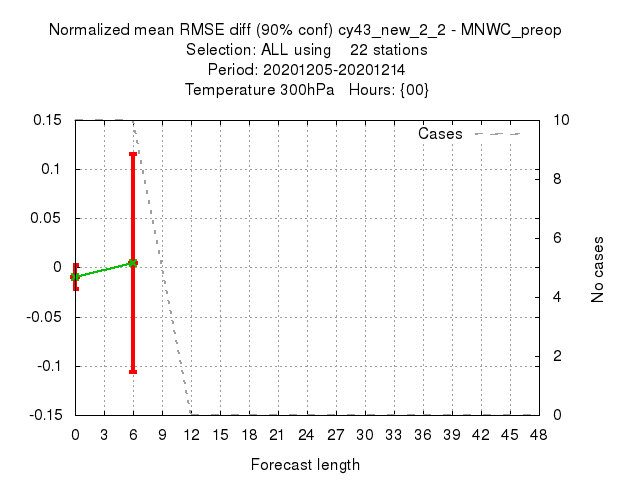 Normalized mean RMSE diff (90% conf) cy43_new_2_2 - MNWC_preop
Selection: ALL using 22 stations
Period: 20201205-20201214
Temperature 300hPa Hours: {00}
Cases
0.15
0.1
0.05
0
-0.05
-0.1
-0.15
10
8
6
4
2
0
No cases
0 3 6 9 12 15 18 21 24 27 30 33 36 39 42 45 48
Forecast length